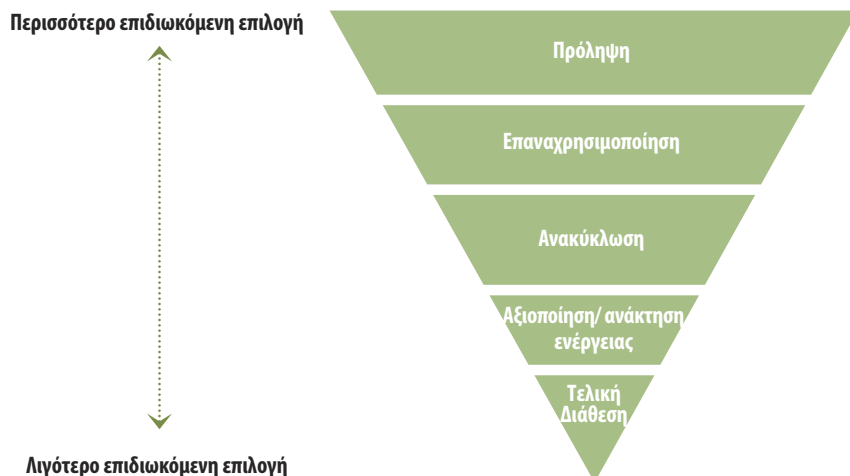 Περισσότερο επιδιωκόμενη επιλογή
Πρόληψη
Επαναχρησιμοποίηση
Ανακύκλωση
Αξιοποίηση/ ανάκτηση
ενέργειας
Τελική
Διάθεση
Λιγότερο επιδιωκόμενη επιλογή